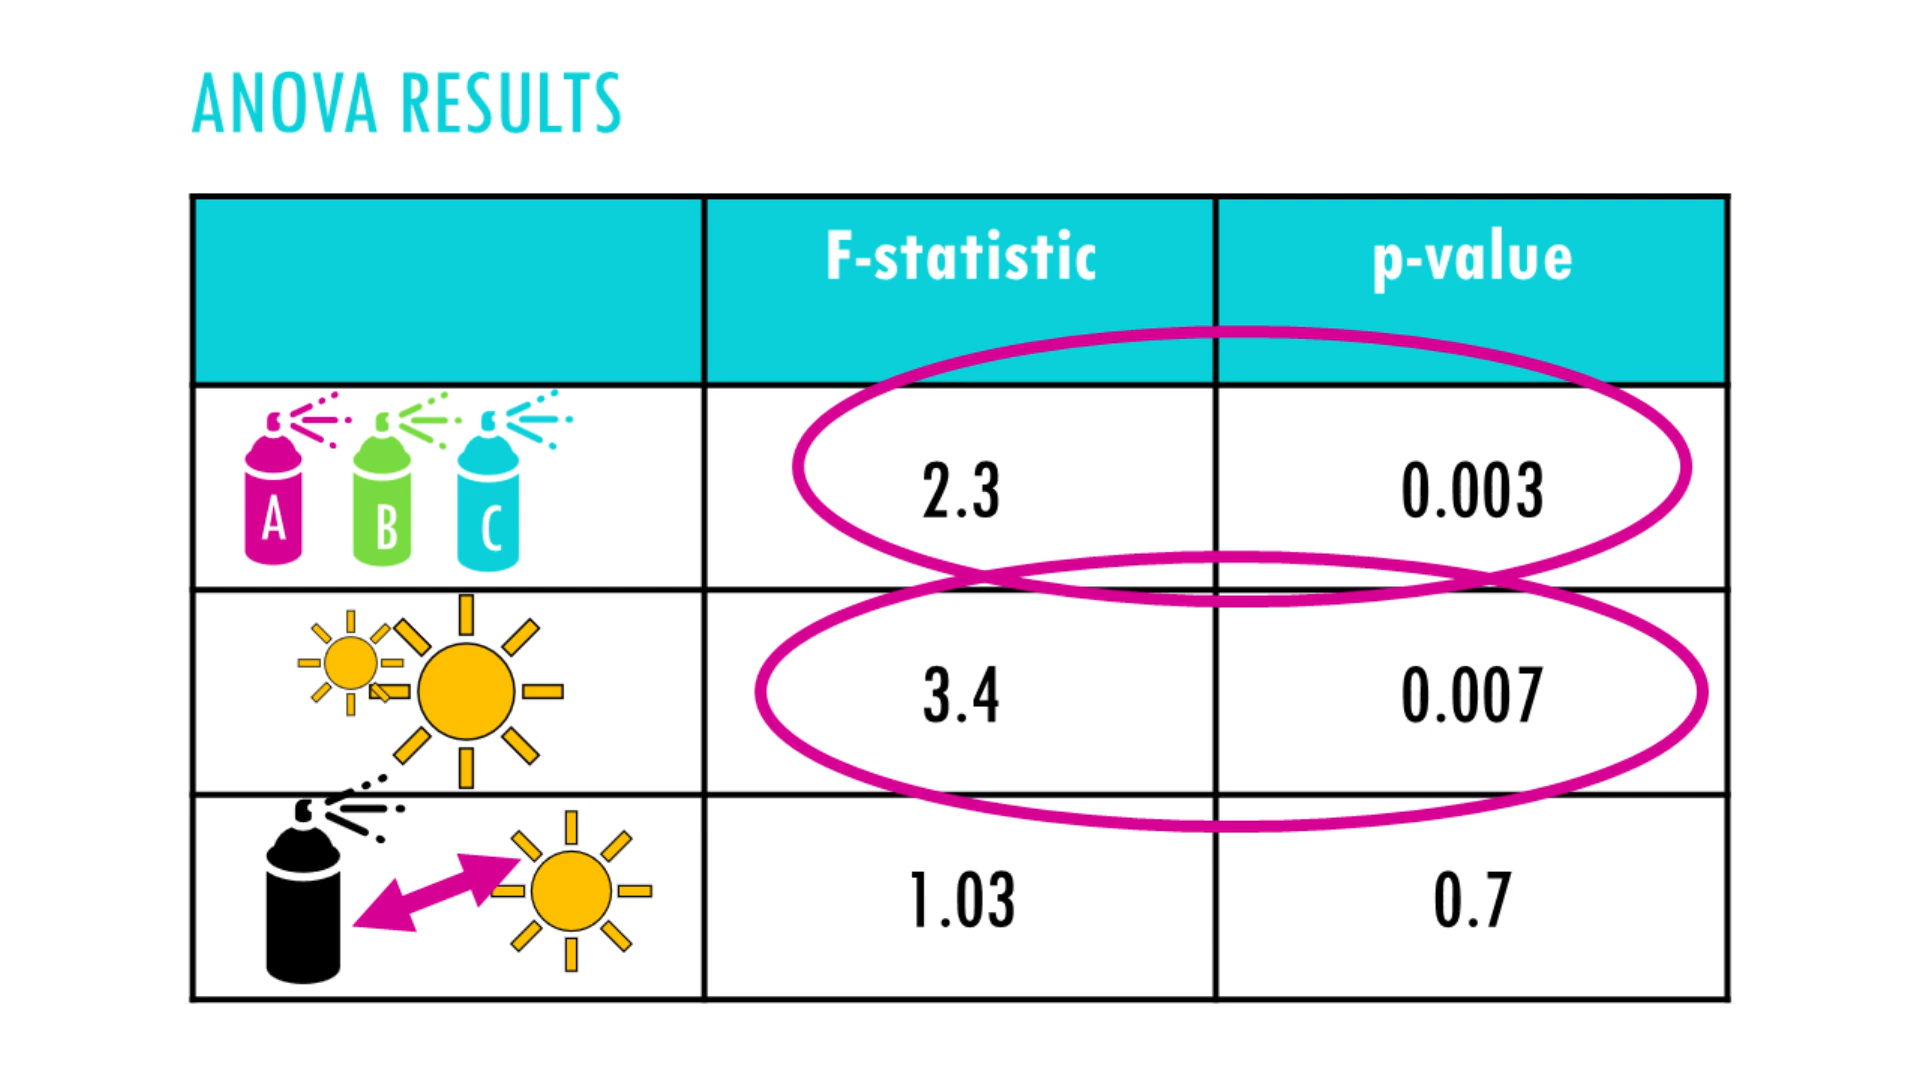 ANOVA RESULTS
F-statistic p-value
A B C 2.3 0.003
3.4 0.007
1.03 0.7